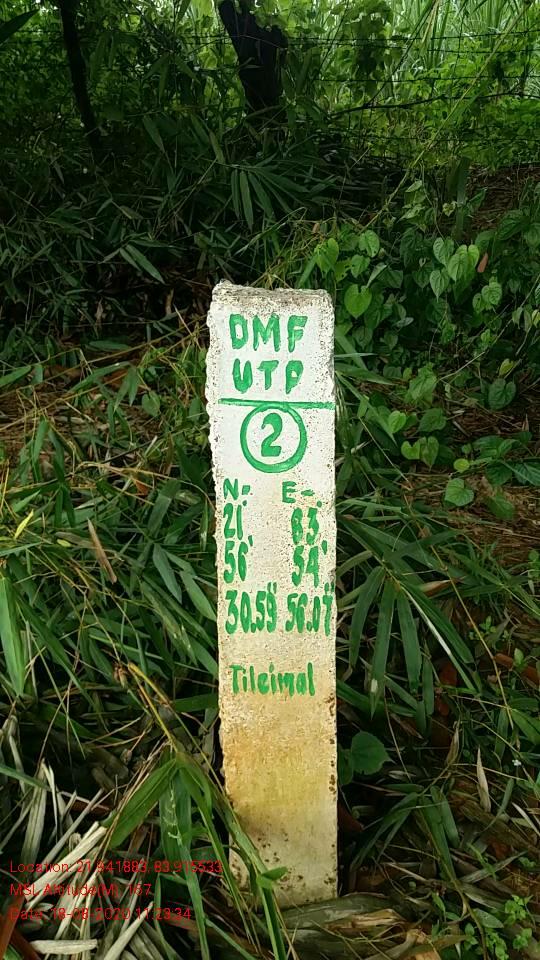 DMF
UTP
2
N- E-
21° 83°
56' 54'
30.59" 56.07"
Tileimal
Location: 21.941883, 83.915533
MSL Altitude(M): 167
Date: 18-08-2020 11:23:34